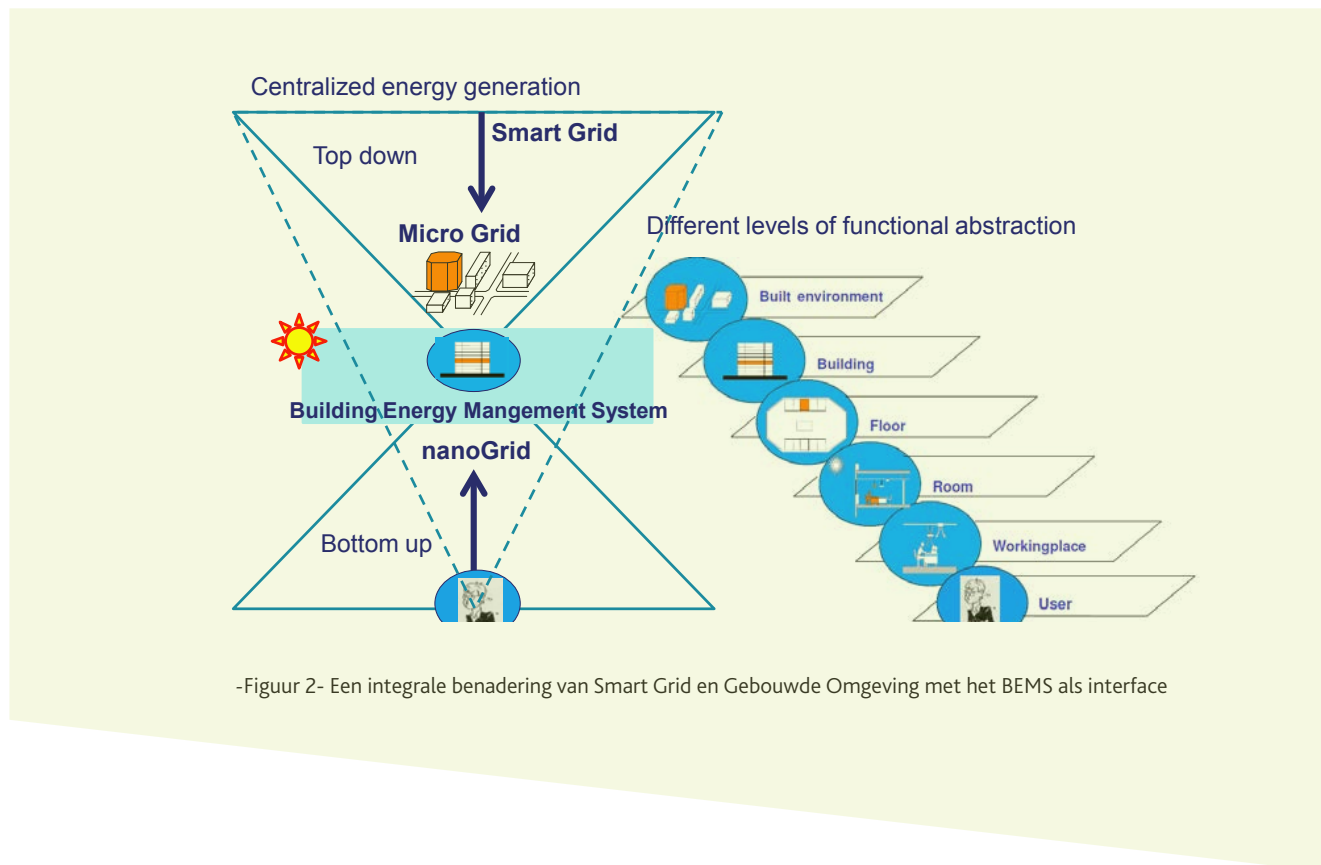 Centralized energy generation
Smart Grid
Top down
Micro Grid
Building Energy Mangement System
nanoGrid
Bottom up
Different levels of functional abstraction
Built environment
Building
Floor
Room
Workingplace
User
-Figuur 2- Een integrale benadering van Smart Grid en Gebouwde Omgeving met het BEMS als interface